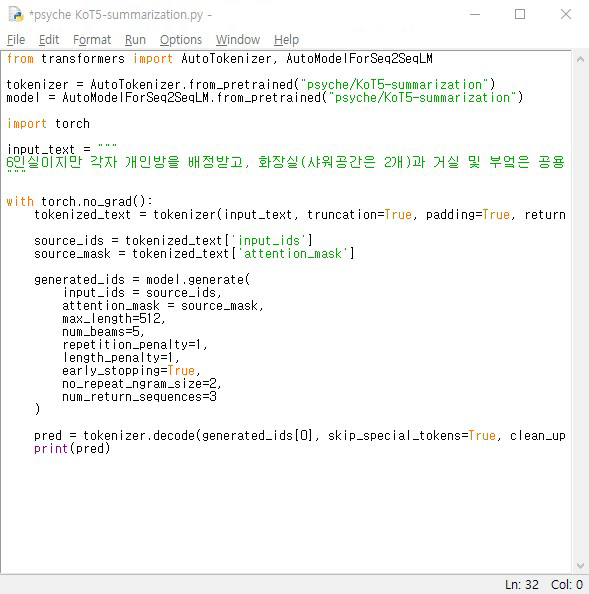 *psyche KoT5-summarization.py -
File Edit Format Run Options Window Help
from transformers import AutoTokenizer, AutoModelForSeq2SeqLM
tokenizer = AutoTokenizer.from_pretrained("psyche/KoT5-summarization")
model = AutoModelForSeq2SeqLM.from_pretrained("psyche/KoT5-summarization")
import torch
input_text = """
6인실이지만 각자 개인방을 배정받고, 화장실(샤워공간은 2개)과 거실 및 부엌은 공용
"""
with torch.no_grad():
tokenized_text = tokenizer(input_text, truncation=True, padding=True, return
source_ids = tokenized_text['input_ids']
source_mask = tokenized_text['attention_mask']
generated_ids = model.generate(
input_ids = source_ids,
attention_mask = source_mask,
max_length=512,
num_beams=5,
repetition_penalty=1,
length_penalty=1,
early_stopping=True,
no_repeat_ngram_size=2,
num_return_sequences=3
)
pred = tokenizer.decode(generated_ids[0], skip_special_tokens=True, clean_up
print(pred)
Ln: 32 Col: 0